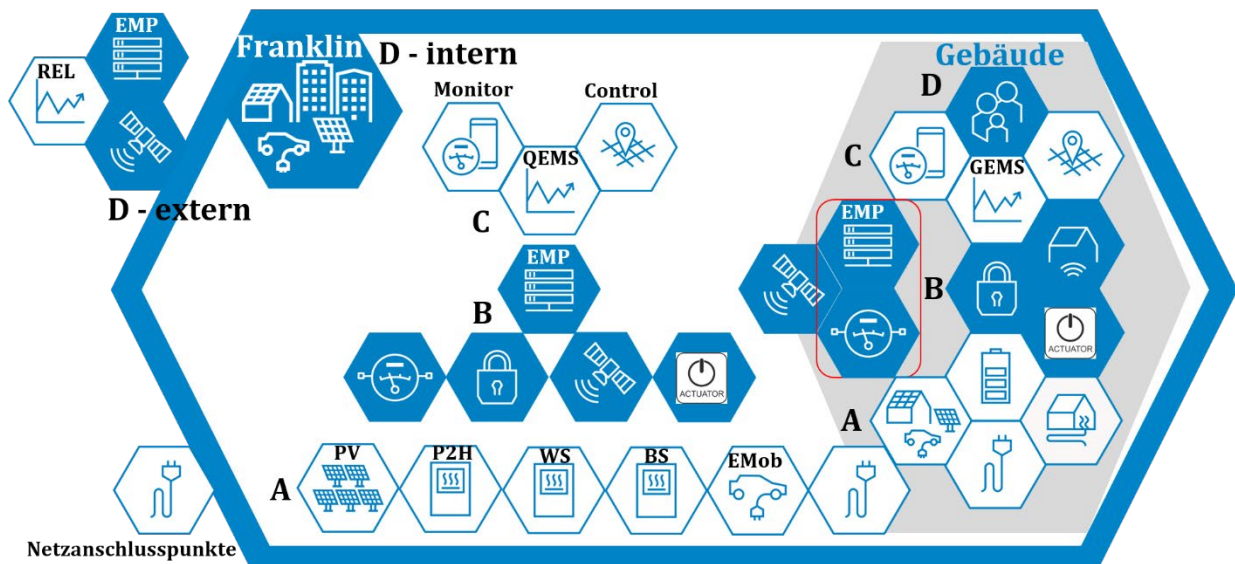 EMP
REL
D - extern
Franklin
D - intern
Monitor
Control
QEMS
C
EMP
B
ACTUATOR
A
PV
P2H
WS
BS
EMob
Netzanschlusspunkte
Gebäude
D
C
GEMS
EMP
B
ACTUATOR
A